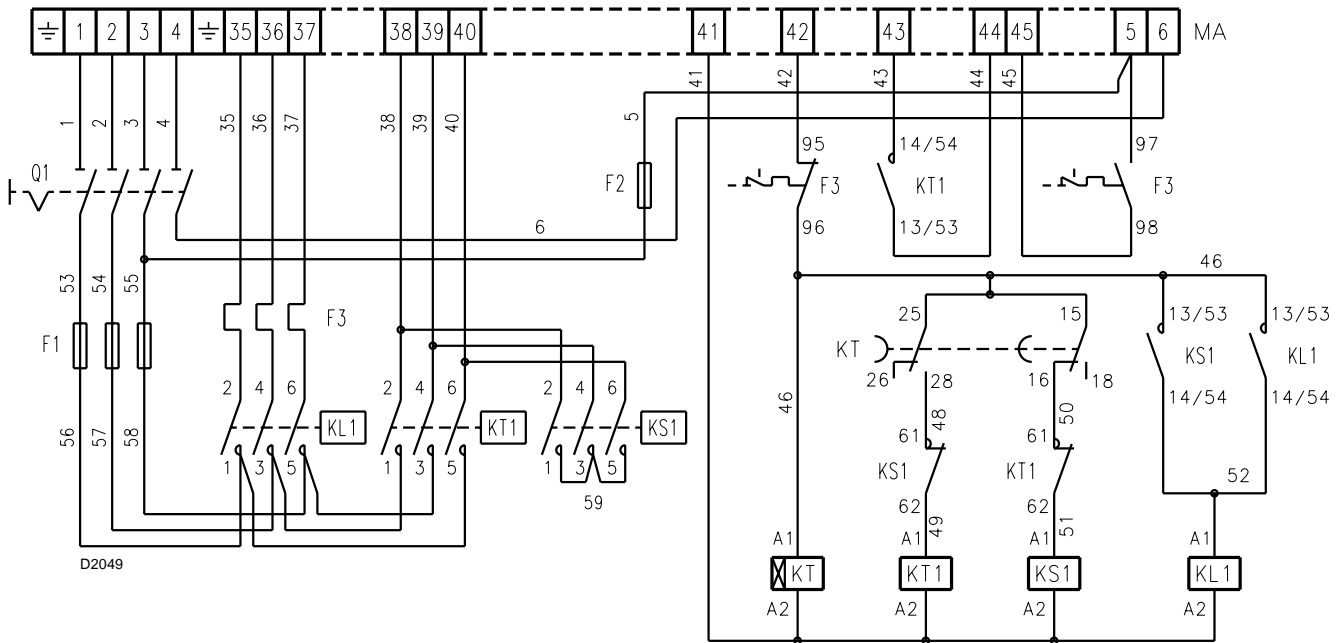 1 2 3 4 35 36 37 38 39 40 41 42 43 44 45 5 6 MA
1 2 3 4 35 36 37 38 39 40 5 41 42 43 44 45
95 14/54 97
Q1 F2 F3 KT1 F3
96 13/53 98
6
53 54 55 46
25 15 13/53 13/53
F1 F3 KT KS1 KL1
26 28 16 18
2 4 6 2 4 6 2 4 6 46 48 50 14/54 14/54
56 57 58 KL1 KT1 KS1 61 61
1 3 5 1 3 5 1 3 5 KS1 KT1 52
59 62 62
49 51
A1 A1 A1 A1
D2049 KT KT1 KS1 KL1
A2 A2 A2 A2